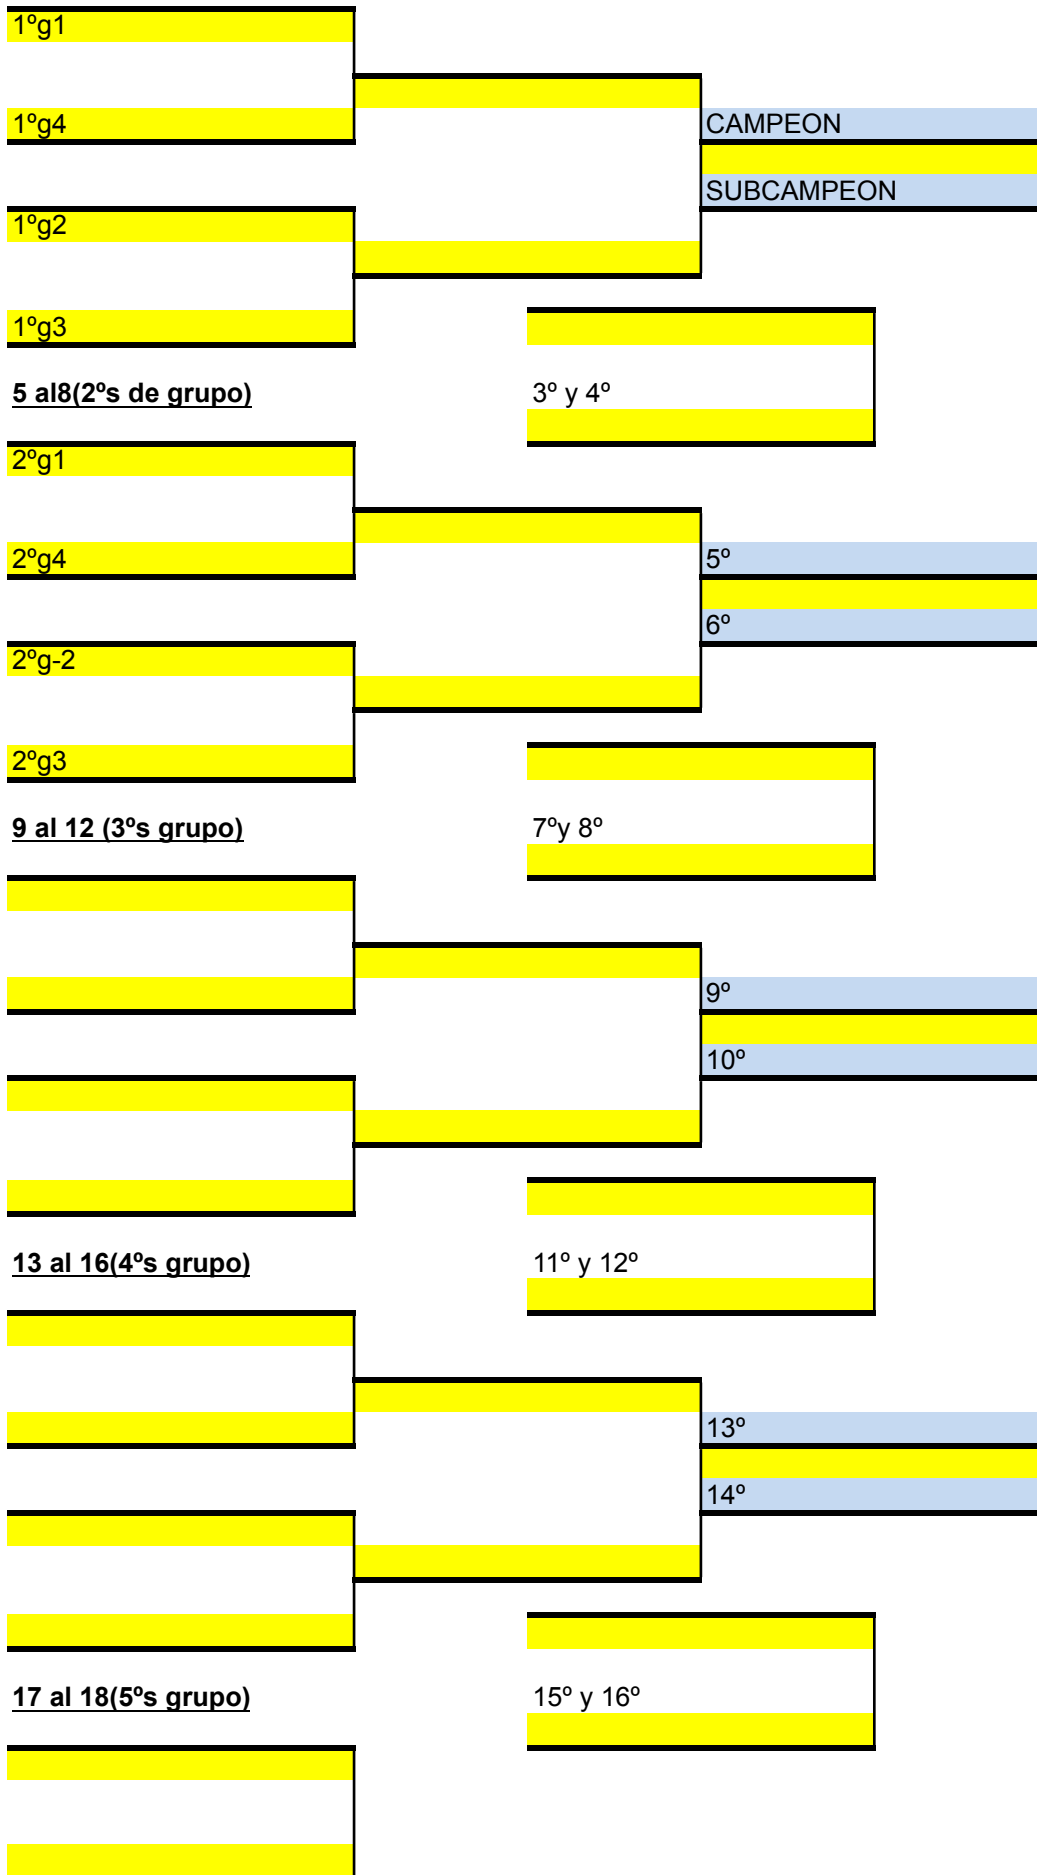 1ºg1
1ºg4
CAMPEON
SUBCAMPEON
1ºg2
1ºg3
5 al8(2ºs de grupo)
3º y 4º
2ºg1
2ºg4
5º
6º
2ºg-2
2ºg3
9 al 12 (3ºs grupo)
7ºy 8º
9º
10º
13 al 16(4ºs grupo)
11º y 12º
13º
14º
17 al 18(5ºs grupo)
15º y 16º